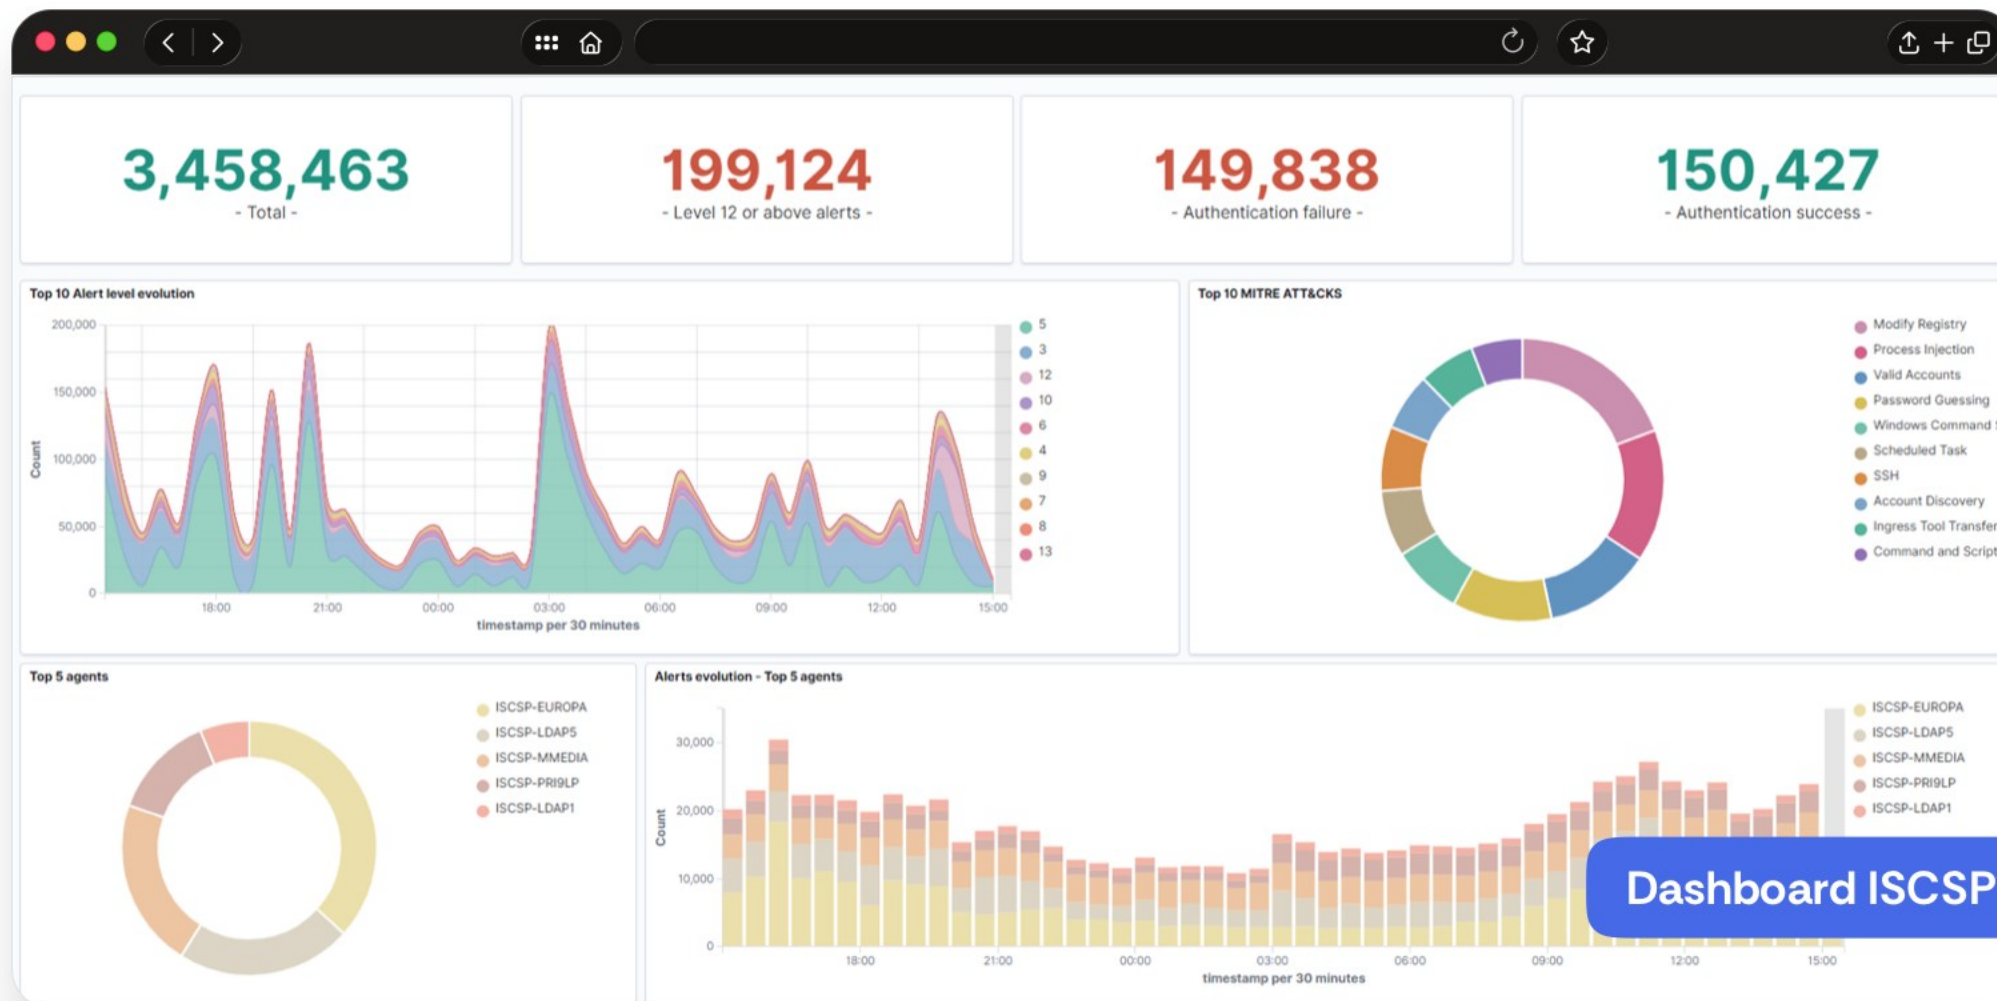 3,458,463
- Total -
199,124
- Level 12 or above alerts -
149,838
- Authentication failure -
150,427
- Authentication success -
Top 10 Alert level evolution
200,000
150,000
100,000
50,000
0
Count
18:00 21:00 00:00 03:00 06:00 09:00 12:00 15:00
timestamp per 30 minutes
5
3
12
10
6
4
9
7
8
13
Top 10 MITRE ATT&CKS
Modify Registry
Process Injection
Valid Accounts
Password Guessing
Windows Command
Scheduled Task
SSH
Account Discovery
Ingress Tool Transfer
Command and Script
Top 5 agents
ISCSP-EUROPA
ISCSP-LDAP5
ISCSP-MMEDIA
ISCSP-PRI9LP
ISCSP-LDAP1
Alerts evolution - Top 5 agents
30,000
20,000
10,000
0
Count
18:00 21:00 00:00 03:00 06:00 09:00 12:00 15:00
timestamp per 30 minutes
ISCSP-EUROPA
ISCSP-LDAP5
ISCSP-MMEDIA
ISCSP-PRI9LP
ISCSP-LDAP1
Dashboard ISCSP